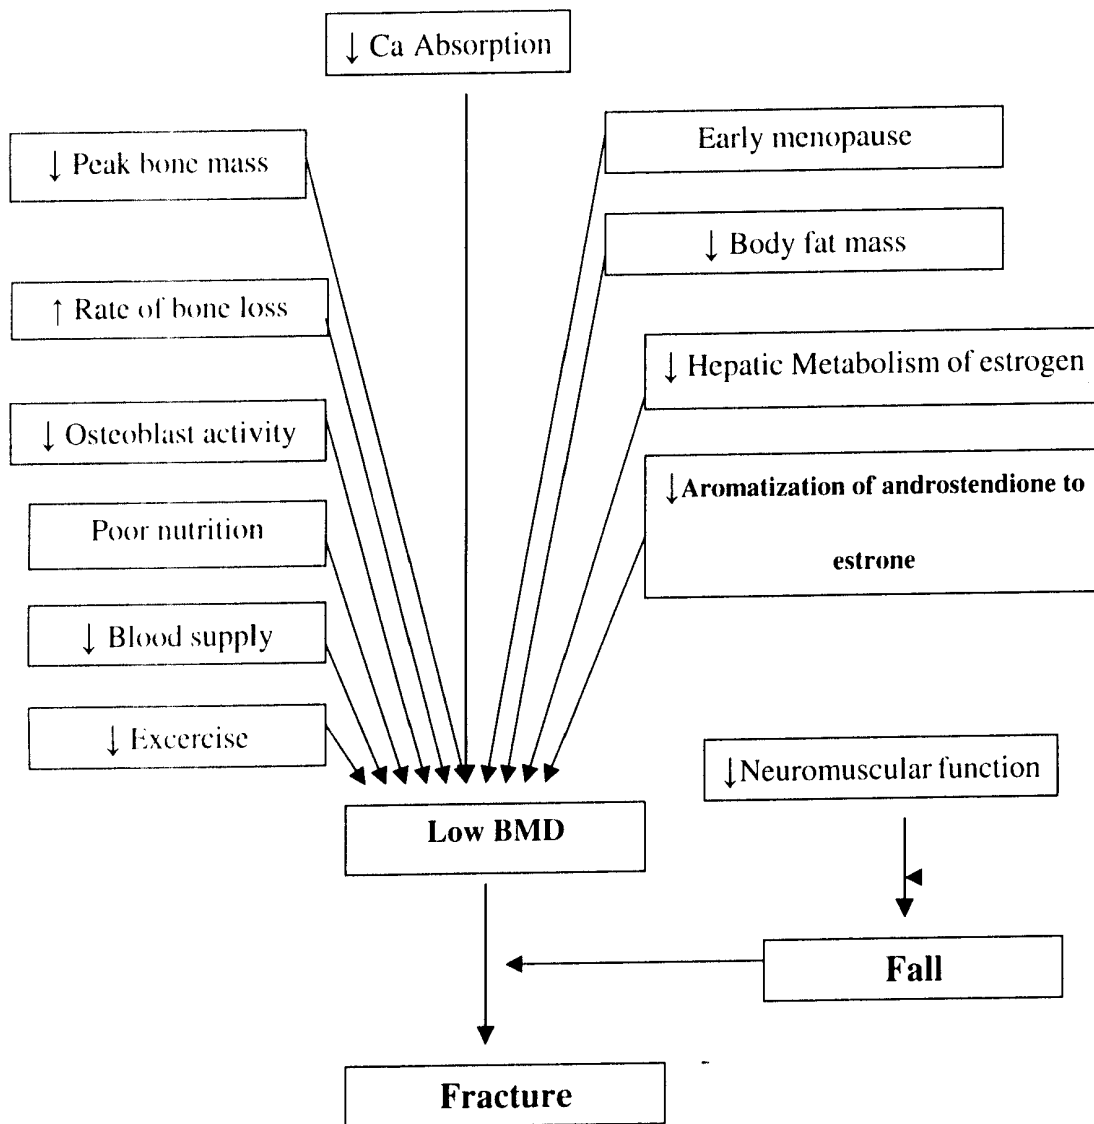 ↓ Ca Absorption
Early menopause
↓ Peak bone mass
↓ Body fat mass
↑ Rate of bone loss
↓ Hepatic Metabolism of estrogen
↓ Osteoblast activity
↓Aromatization of androstendione to
estrone
Poor nutrition
↓ Blood supply
↓ Excercise
↓Neuromuscular function
Low BMD
Fall
Fracture